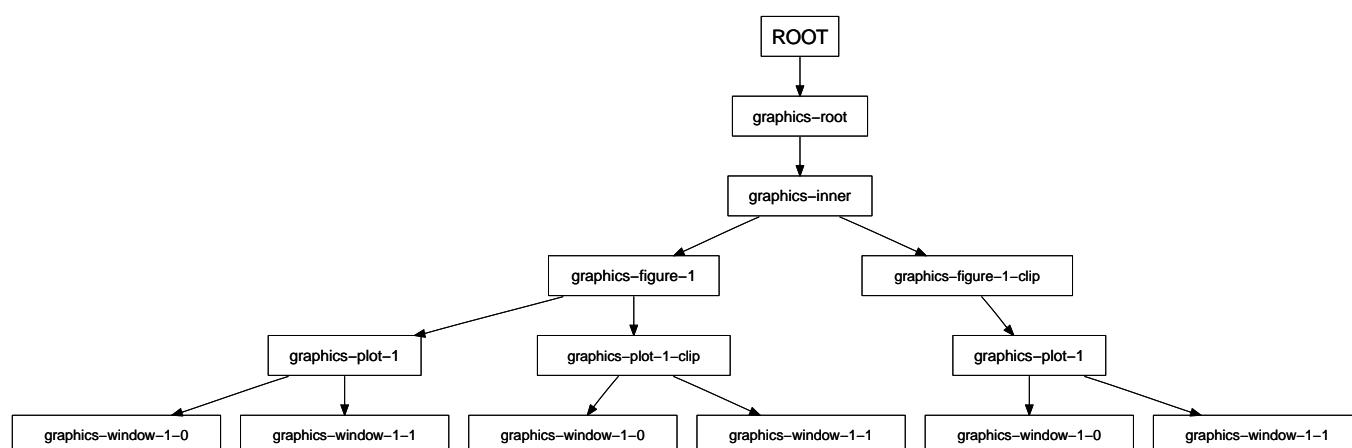 ROOT
graphics−root
graphics−inner
graphics−figure−1
graphics−figure−1−clip
graphics−plot−1
graphics−plot−1−clip
graphics−plot−1
graphics−window−1−0
graphics−window−1−1
graphics−window−1−0
graphics−window−1−1
graphics−window−1−0
graphics−window−1−1